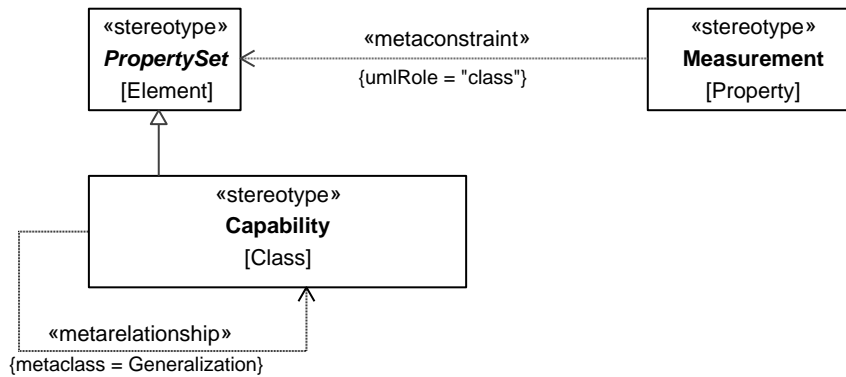 «stereotype»
PropertySet
[Element]
«metaconstraint»
{umlRole = "class"}
«stereotype»
Measurement
[Property]
«stereotype»
Capability
[Class]
«metarelationship»
{metaclass = Generalization}